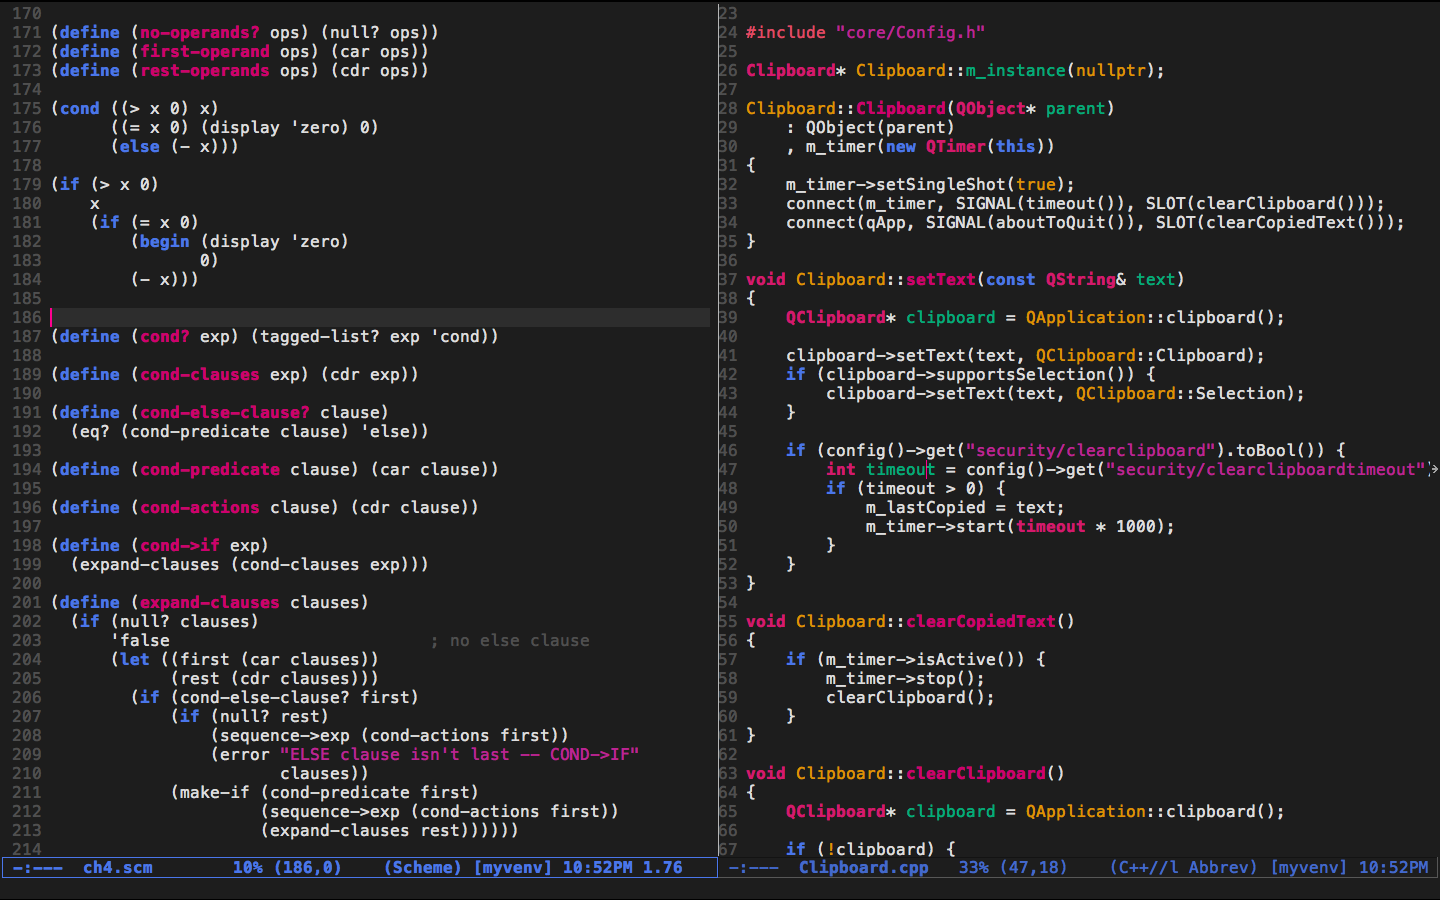 170
171 (define (no-operands? ops) (null? ops))
172 (define (first-operand ops) (car ops))
173 (define (rest-operands ops) (cdr ops))
174
175 (cond ((> x 0) x)
176       ((= x 0) (display 'zero) 0)
177       (else (- x)))
178
179 (if (> x 0)
180     x
181     (if (= x 0)
182         (begin (display 'zero)
183                0)
184         (- x)))
185
186
187 (define (cond? exp) (tagged-list? exp 'cond))
188
189 (define (cond-clauses exp) (cdr exp))
190
191 (define (cond-else-clause? clause)
192   (eq? (cond-predicate clause) 'else))
193
194 (define (cond-predicate clause) (car clause))
195
196 (define (cond-actions clause) (cdr clause))
197
198 (define (cond->if exp)
199   (expand-clauses (cond-clauses exp)))
200
201 (define (expand-clauses clauses)
202   (if (null? clauses)
203       'false                          ; no else clause
204       (let ((first (car clauses))
205             (rest (cdr clauses)))
206         (if (cond-else-clause? first)
207             (if (null? rest)
208                 (sequence->exp (cond-actions first))
209                 (error "ELSE clause isn't last -- COND->IF"
210                        clauses))
211             (make-if (cond-predicate first)
212                      (sequence->exp (cond-actions first))
213                      (expand-clauses rest))))))
214
-:---  ch4.scm        10% (186,0)    (Scheme) [myvenv] 10:52PM 1.76
23
24 #include "core/Config.h"
25
26 Clipboard* Clipboard::m_instance(nullptr);
27
28 Clipboard::Clipboard(QObject* parent)
29     : QObject(parent)
30     , m_timer(new QTimer(this))
31 {
32     m_timer->setSingleShot(true);
33     connect(m_timer, SIGNAL(timeout()), SLOT(clearClipboard()));
34     connect(qApp, SIGNAL(aboutToQuit()), SLOT(clearCopiedText()));
35 }
36
37 void Clipboard::setText(const QString& text)
38 {
39     QClipboard* clipboard = QApplication::clipboard();
40
41     clipboard->setText(text, QClipboard::Clipboard);
42     if (clipboard->supportsSelection()) {
43         clipboard->setText(text, QClipboard::Selection);
44     }
45
46     if (config()->get("security/clearclipboard").toBool()) {
47         int timeout = config()->get("security/clearclipboardtimeout")
48         if (timeout > 0) {
49             m_lastCopied = text;
50             m_timer->start(timeout * 1000);
51         }
52     }
53 }
54
55 void Clipboard::clearCopiedText()
56 {
57     if (m_timer->isActive()) {
58         m_timer->stop();
59         clearClipboard();
60     }
61 }
62
63 void Clipboard::clearClipboard()
64 {
65     QClipboard* clipboard = QApplication::clipboard();
66
67     if (!clipboard) {
-:---  Clipboard.cpp   33% (47,18)    (C++//l Abbrev) [myvenv] 10:52PM